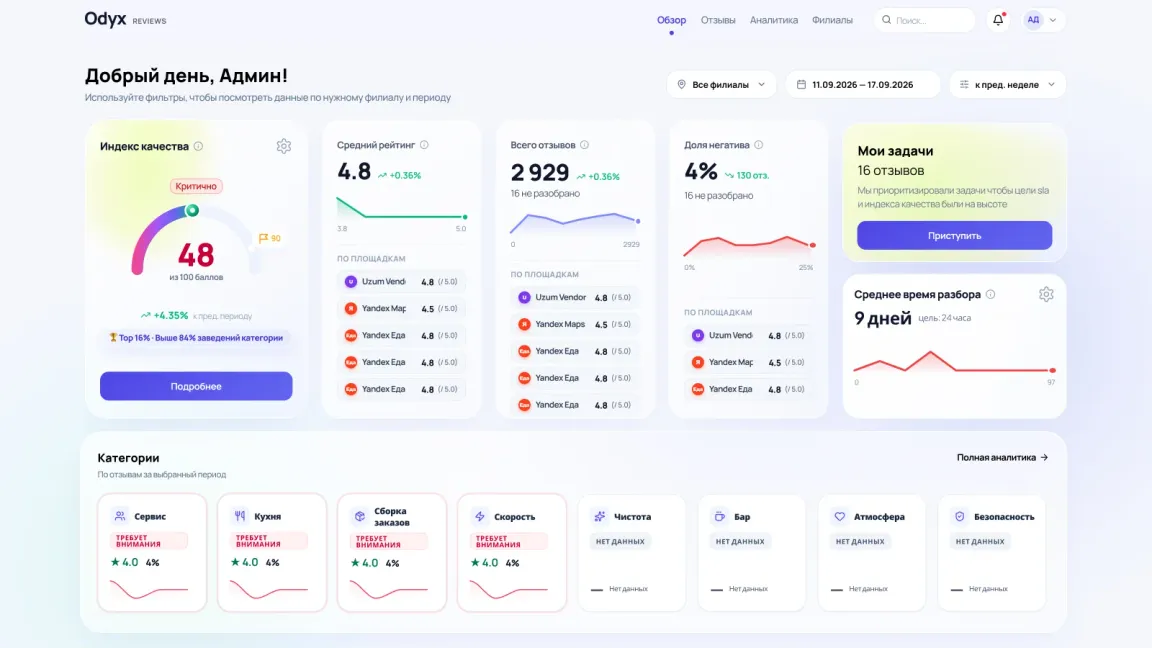 Odyx REVIEWS
Обзор
Отзывы
Аналитика
Филиалы
Поиск...
АД
Добрый день, Админ!
Используйте фильтры, чтобы посмотреть данные по нужному филиалу и периоду
Все филиалы
11.09.2026 — 17.09.2026
к пред. неделе
Индекс качества
Критично
90
48
из 100 баллов
+4.35% к пред. периоду
Top 16% · Выше 84% заведений категории
Подробнее
Средний рейтинг
4.8 +0.36%
3.8 5.0
ПО ПЛОЩАДКАМ
Uzum Vend 4.8 (/ 5.0)
Yandex Map 4.5 (/ 5.0)
Yandex Еда 4.8 (/ 5.0)
Yandex Еда 4.8 (/ 5.0)
Yandex Еда 4.8 (/ 5.0)
Всего отзывов
2 929 +0.36%
16 не разобрано
0 2929
ПО ПЛОЩАДКАМ
Uzum Vendor 4.8 (/ 5.0)
Yandex Maps 4.5 (/ 5.0)
Yandex Еда 4.8 (/ 5.0)
Yandex Еда 4.8 (/ 5.0)
Yandex Еда 4.8 (/ 5.0)
Доля негатива
4% 130 отз.
16 не разобрано
0% 25%
ПО ПЛОЩАДКАМ
Uzum Vend 4.8 (/ 5.0)
Yandex Map 4.5 (/ 5.0)
Yandex Еда 4.8 (/ 5.0)
Мои задачи
16 отзывов
Мы приоритизировали задачи чтобы цели sla
и индекса качества были на высоте
Приступить
Среднее время разбора
9 дней цель: 24 часа
0 97
Категории
По отзывам за выбранный период
Полная аналитика →
Сервис
ТРЕБУЕТ
ВНИМАНИЯ
★ 4.0 4%
Кухня
ТРЕБУЕТ
ВНИМАНИЯ
★ 4.0 4%
Сборка
заказов
ТРЕБУЕТ
ВНИМАНИЯ
★ 4.0 4%
Скорость
ТРЕБУЕТ
ВНИМАНИЯ
★ 4.0 4%
Чистота
НЕТ ДАННЫХ
Нет данных
Бар
НЕТ ДАННЫХ
Нет данных
Атмосфера
НЕТ ДАННЫХ
Нет данных
Безопасность
НЕТ ДАННЫХ
Нет данных